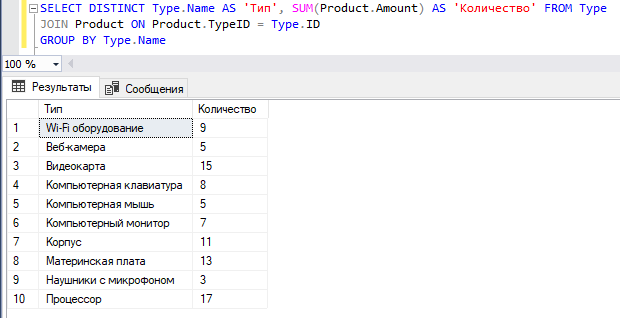 SELECT DISTINCT Type.Name AS 'Тип', SUM(Product.Amount) AS 'Количество' FROM Type
JOIN Product ON Product.TypeID = Type.ID
GROUP BY Type.Name
100 %
Результаты Сообщения
Тип Количество
1 Wi-Fi оборудование 9
2 Веб-камера 5
3 Видеокарта 15
4 Компьютерная клавиатура 8
5 Компьютерная мышь 5
6 Компьютерный монитор 7
7 Корпус 11
8 Материнская плата 13
9 Наушники с микрофоном 3
10 Процессор 17